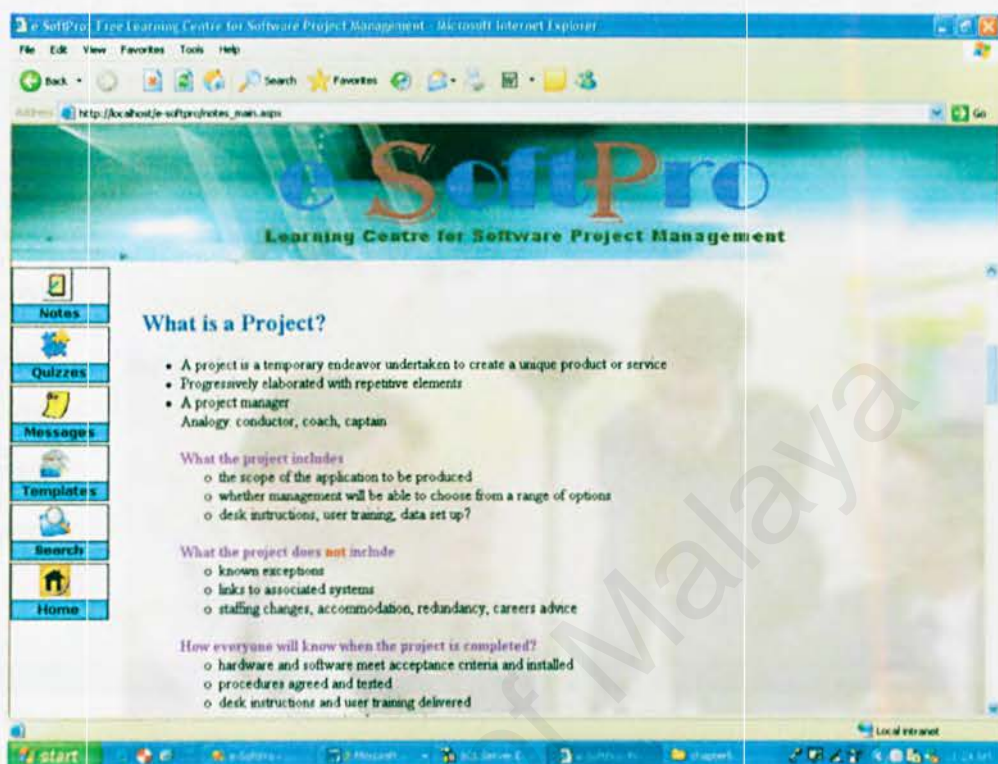 e-SoftPro: Free Learning Centre for Software Project Management - Microsoft Internet Explorer
File Edit View Favorites Tools Help
Back Search Favorites
Address http://localhost/e-softpro/notes_main.aspx Go
e-SoftPro
Learning Centre for Software Project Management
Notes
Quizzes
Messages
Templates
Search
Home
What is a Project?
• A project is a temporary endeavor undertaken to create a unique product or service
• Progressively elaborated with repetitive elements
• A project manager
Analogy: conductor, coach, captain
What the project includes
o the scope of the application to be produced
o whether management will be able to choose from a range of options
o desk instructions, user training, data set up?
What the project does not include
o known exceptions
o links to associated systems
o staffing changes, accommodation, redundancy, careers advice
How everyone will know when the project is completed?
o hardware and software meet acceptance criteria and installed
o procedures agreed and tested
o desk instructions and user training delivered
Local intranet
start
of Malaya